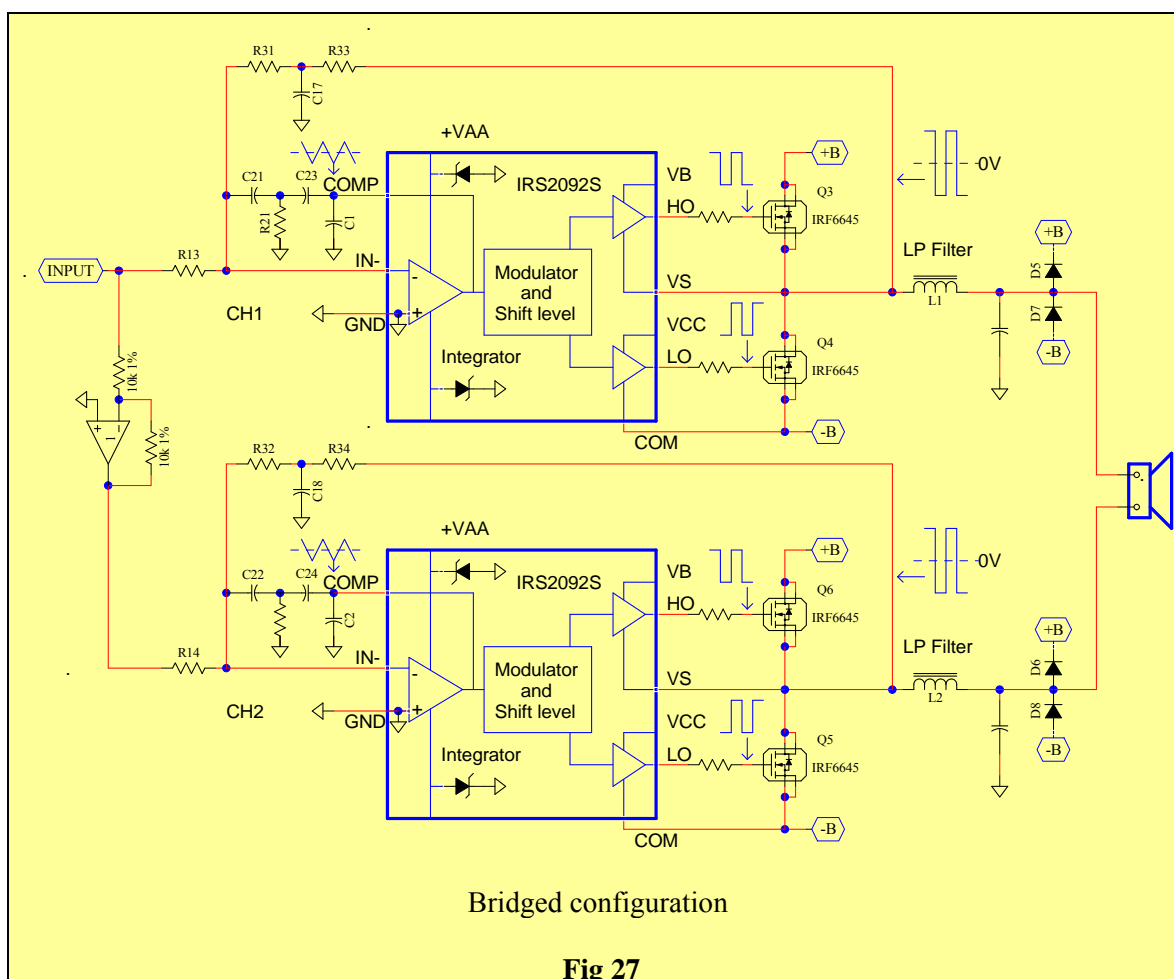 R31
R33
C17
+VAA
+B
C21
C23
COMP
IRS2092S
VB
HO
Q3
IRF6645
-0V
R21
C1
LP Filter
+B
INPUT
R13
IN-
-
Modulator
and
Shift level
VS
L1
D5
D7
CH1
GND
+
VCC
LO
Q4
IRF6645
-B
10k 1%
Integrator
+
-
1
10k 1%
COM
-B
R32
R34
C18
+VAA
+B
C22
C24
COMP
IRS2092S
VB
HO
Q6
IRF6645
-0V
C2
LP Filter
+B
R14
IN-
-
Modulator
and
Shift level
VS
L2
D6
D8
CH2
GND
+
VCC
LO
Q5
IRF6645
-B
Integrator
COM
-B
Bridged configuration
Fig 27